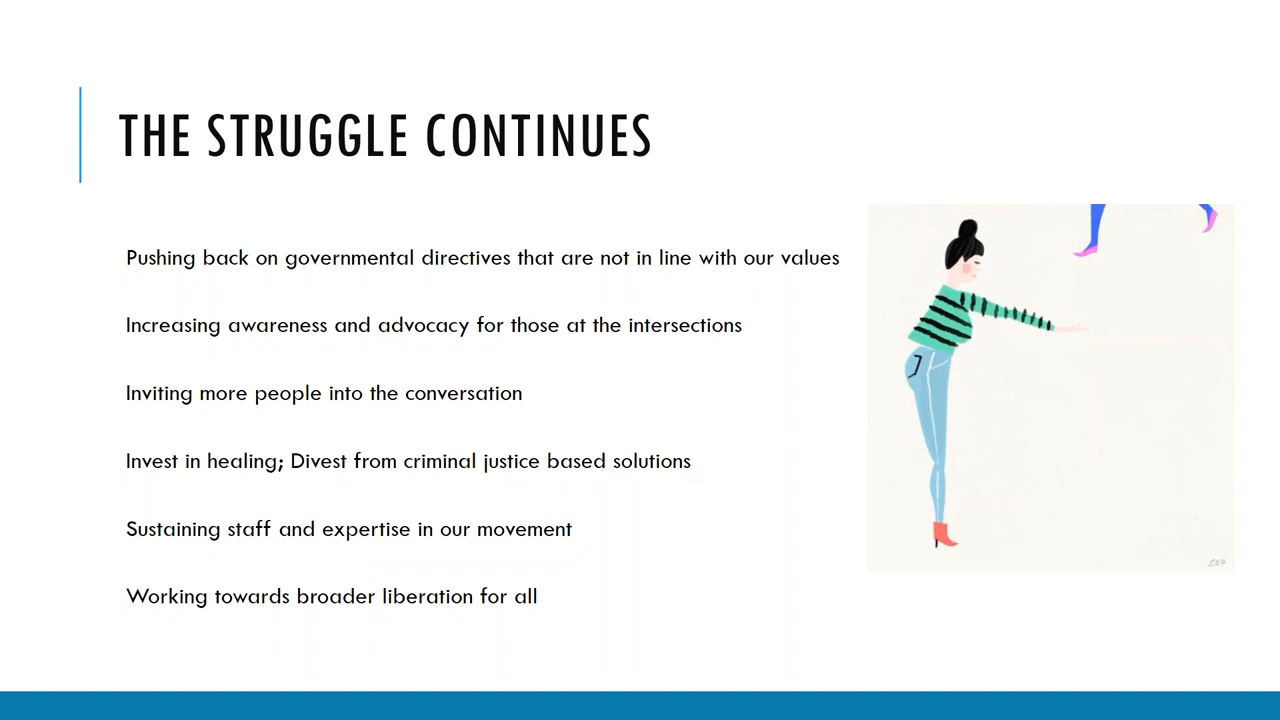 THE STRUGGLE CONTINUES
Pushing back on governmental directives that are not in line with our values
Increasing awareness and advocacy for those at the intersections
Inviting more people into the conversation
Invest in healing; Divest from criminal justice based solutions
Sustaining staff and expertise in our movement
Working towards broader liberation for all